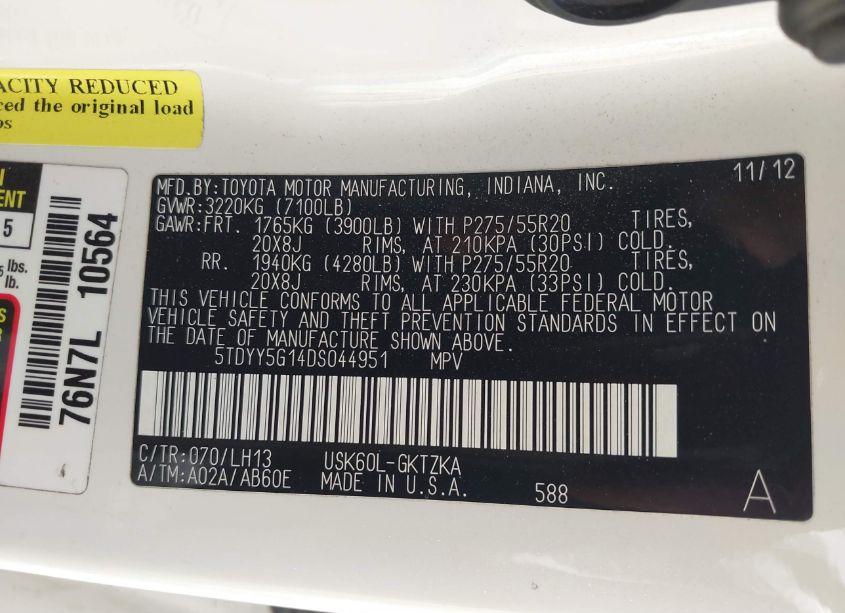 ACITY REDUCED
ced the original load
os
ENT
5
lbs.
lb.
76N7L 10564
MFD.BY:TOYOTA MOTOR MANUFACTURING, INDIANA, INC. 11/12
GVWR:3220KG (7100LB)
GAWR:FRT. 1765KG (3900LB) WITH P275/55R20 TIRES,
20X8J RIMS, AT 210KPA (30PSI) COLD.
RR. 1940KG (4280LB) WITH P275/55R20 TIRES,
20X8J RIMS, AT 230KPA (33PSI) COLD.
THIS VEHICLE CONFORMS TO ALL APPLICABLE FEDERAL MOTOR
VEHICLE SAFETY AND THEFT PREVENTION STANDARDS IN EFFECT ON
THE DATE OF MANUFACTURE SHOWN ABOVE.
5TDYY5G14DS044951 MPV
C/TR:070/LH13 USK60L-GKTZKA
A/TM:A02A/AB60E MADE IN U.S.A. 588 A